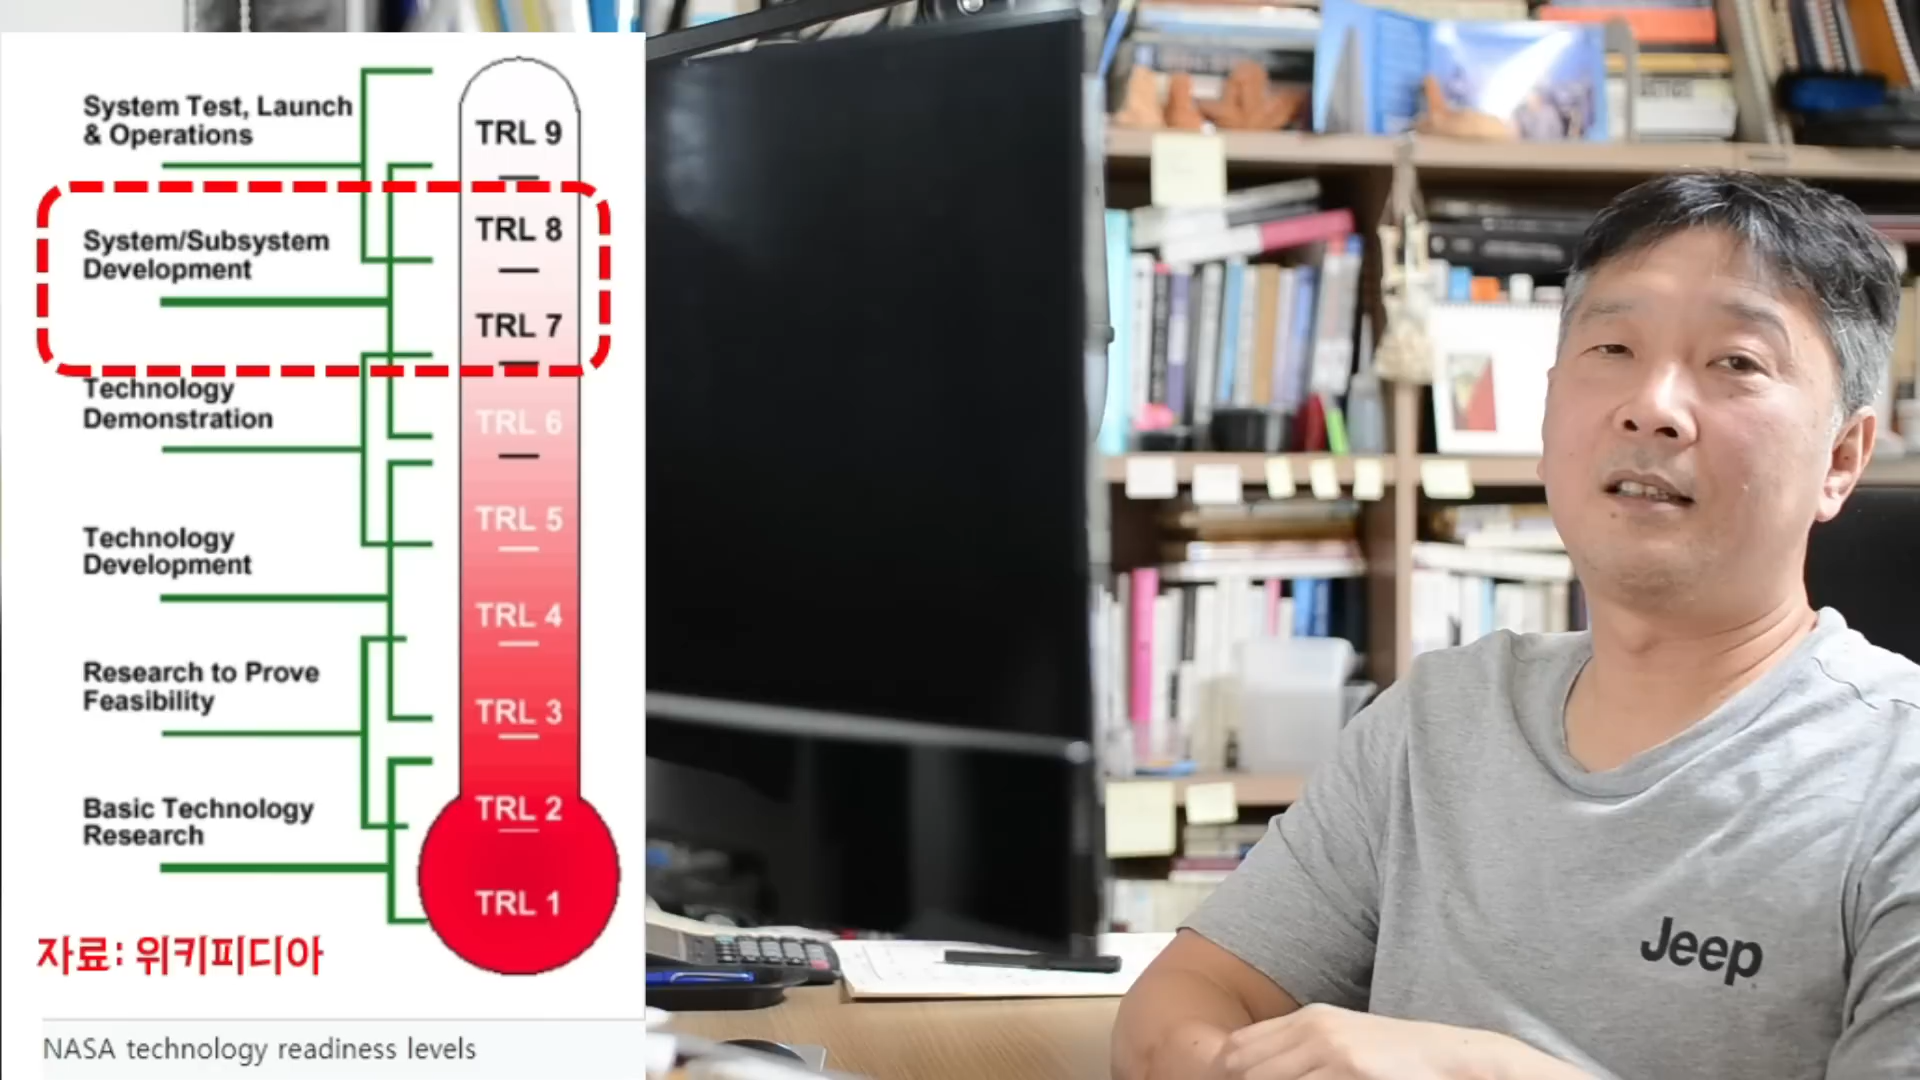 System Test, Launch
& Operations
TRL 9
System/Subsystem
Development
TRL 8
TRL 7
Technology
Demonstration
TRL 6
TRL 5
Technology
Development
TRL 4
Research to Prove
Feasibility
TRL 3
Basic Technology
Research
TRL 2
TRL 1
자료: 위키피디아
NASA technology readiness levels
Jeep